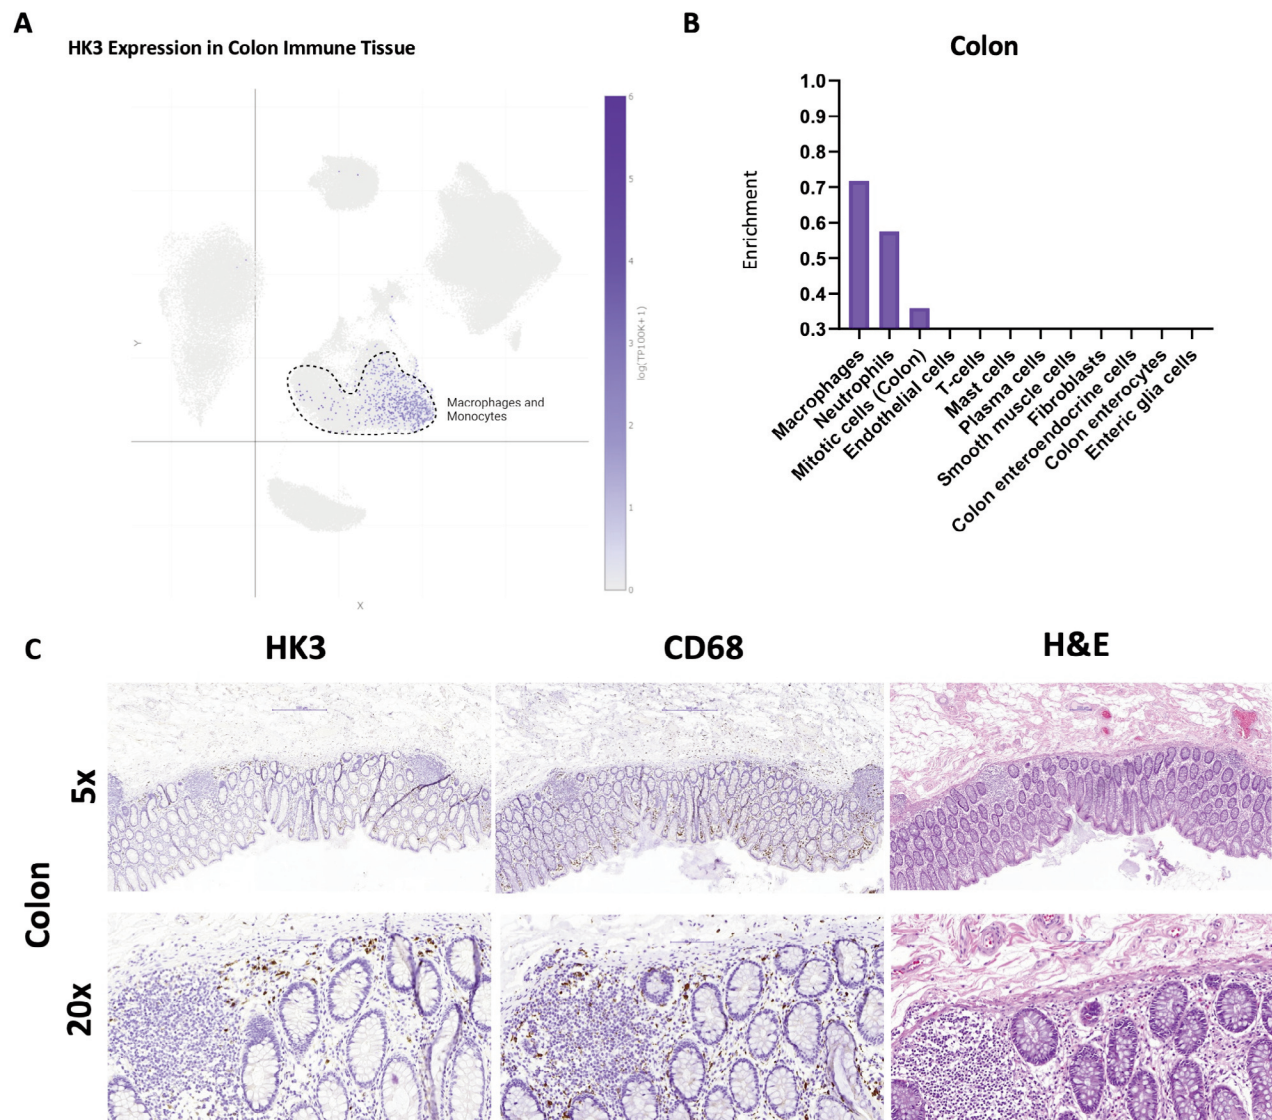 A
HK3 Expression in Colon Immune Tissue
6
5
4
3
2
1
0
log(TP100K+1)
Y
X
Macrophages and
Monocytes
B
Colon
1.0
0.9
0.8
0.7
0.6
0.5
0.4
0.3
Enrichment
Macrophages
Neutrophils
Mitotic cells (Colon)
Endothelial cells
T-cells
Mast cells
Plasma cells
Smooth muscle cells
Fibroblasts
Colon enteroendocrine cells
Colon enterocytes
Enteric glia cells
C
HK3
CD68
H&E
Colon
5x
20x